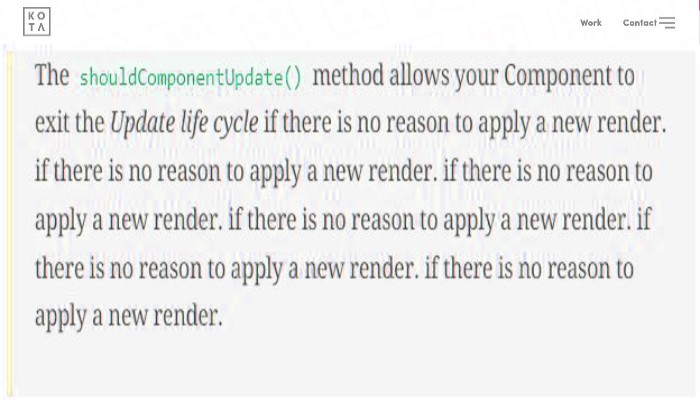 KO
TA
Work
Contact
The shouldComponentUpdate() method allows your Component to
exit the Update life cycle if there is no reason to apply a new render.
if there is no reason to apply a new render. if there is no reason to
apply a new render. if there is no reason to apply a new render. if
there is no reason to apply a new render. if there is no reason to
apply a new render.